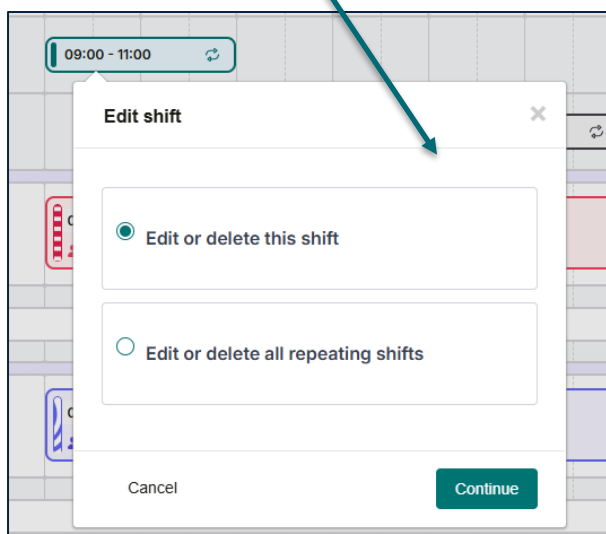 09:00 - 11:00
Edit shift
Edit or delete this shift
Edit or delete all repeating shifts
Cancel
Continue